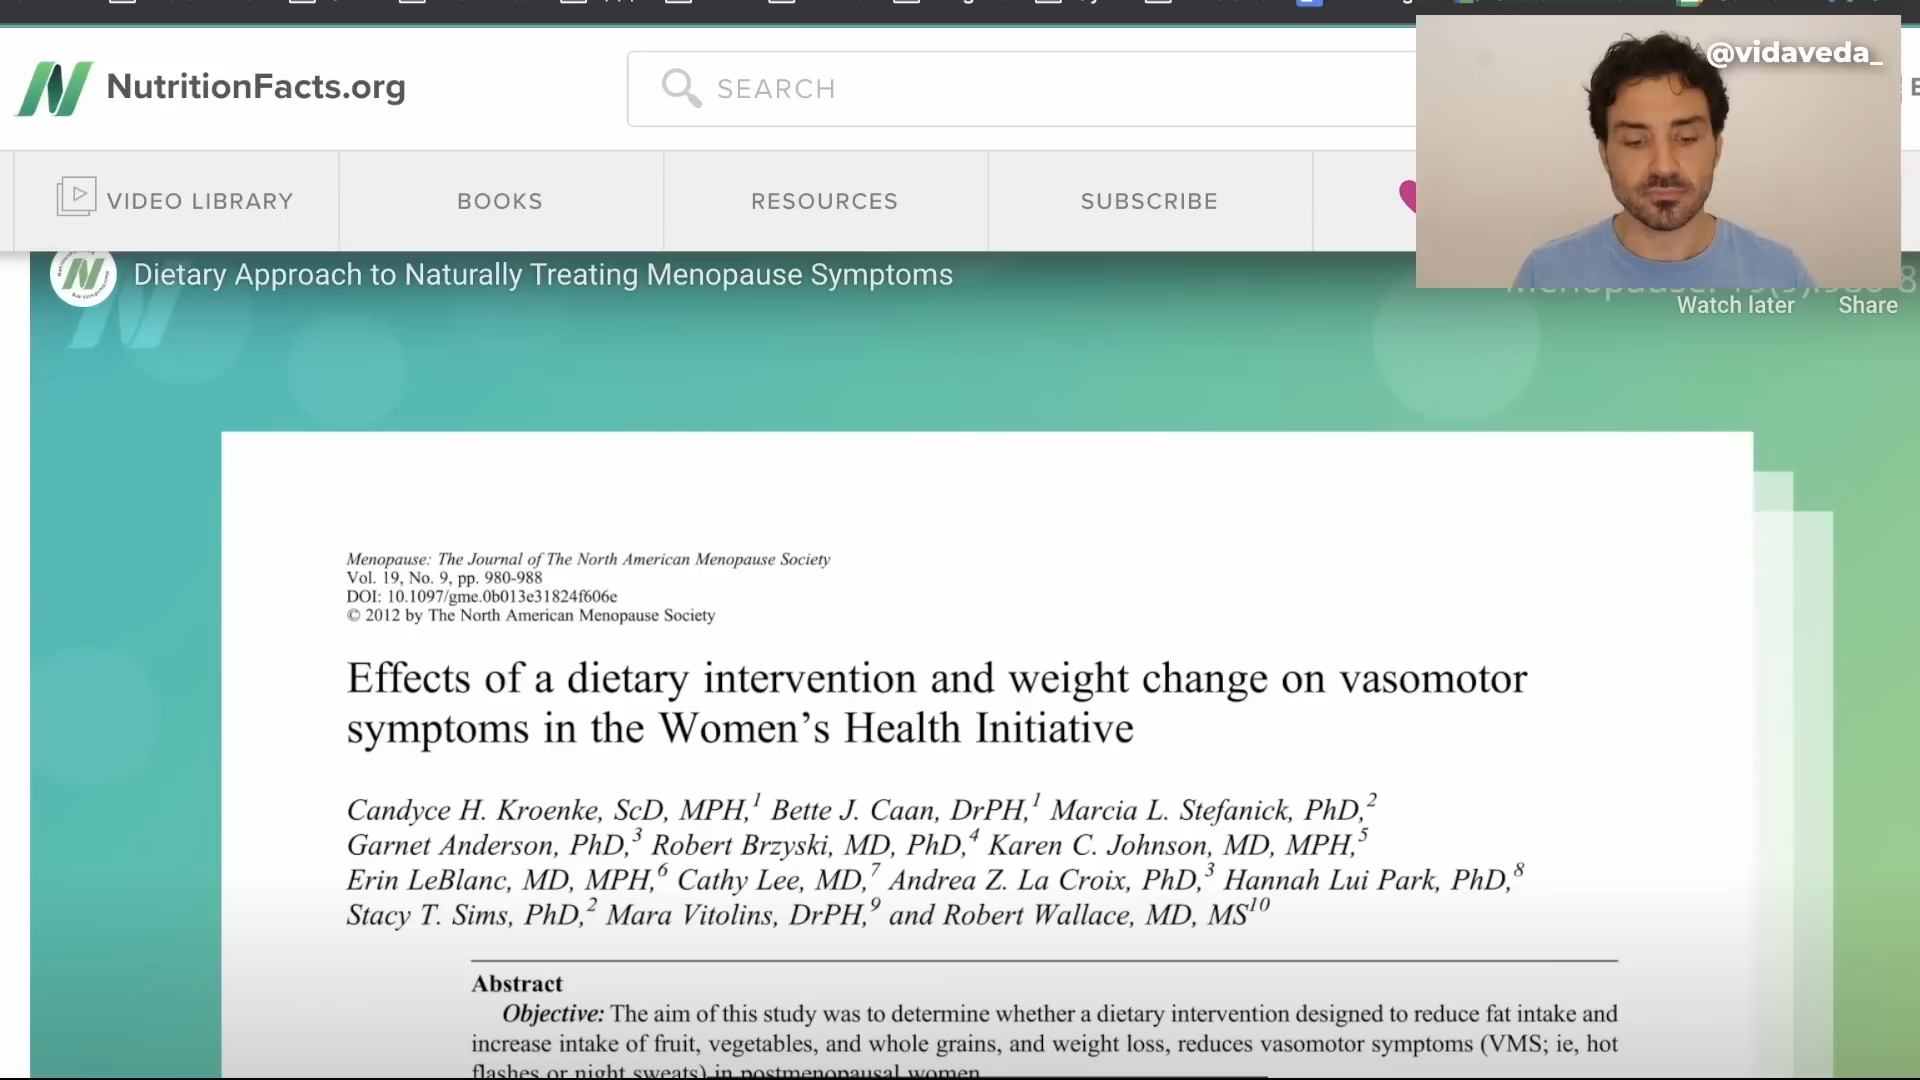 @vidaveda_
NutritionFacts.org
SEARCH
VIDEO LIBRARY
BOOKS
RESOURCES
SUBSCRIBE
Dietary Approach to Naturally Treating Menopause Symptoms
Watch later
Share
Menopause: The Journal of The North American Menopause Society
Vol. 19, No. 9, pp. 980-988
DOI: 10.1097/gme.0b013e31824f606e
© 2012 by The North American Menopause Society
Effects of a dietary intervention and weight change on vasomotor
symptoms in the Women's Health Initiative
Candyce H. Kroenke, ScD, MPH,1 Bette J. Caan, DrPH,1 Marcia L. Stefanick, PhD,2
Garnet Anderson, PhD,3 Robert Brzyski, MD, PhD,4 Karen C. Johnson, MD, MPH,5
Erin LeBlanc, MD, MPH,6 Cathy Lee, MD,7 Andrea Z. La Croix, PhD,3 Hannah Lui Park, PhD,8
Stacy T. Sims, PhD,2 Mara Vitolins, DrPH,9 and Robert Wallace, MD, MS10
Abstract
Objective: The aim of this study was to determine whether a dietary intervention designed to reduce fat intake and
increase intake of fruit, vegetables, and whole grains, and weight loss, reduces vasomotor symptoms (VMS; ie, hot
flashes or night sweats) in postmenopausal women.